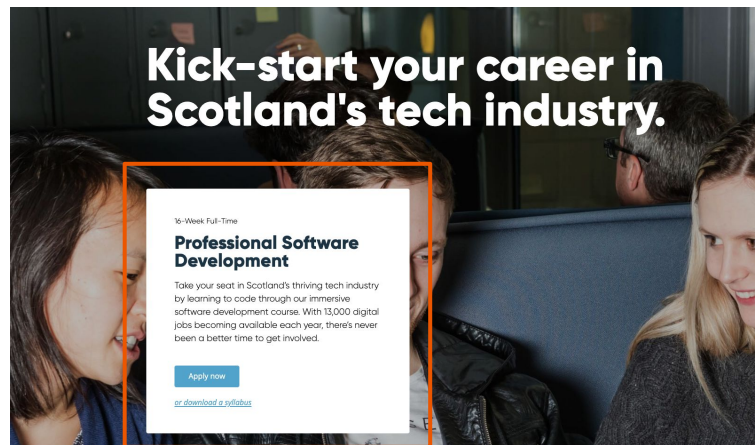 Kick-start your career in
Scotland's tech industry.
16-Week Full-Time
Professional Software
Development
Take your seat in Scotland's thriving tech industry
by learning to code through our immersive
software development course. With 13,000 digital
jobs becoming available each year, there's never
been a better time to get involved.
Apply now
or download a syllabus